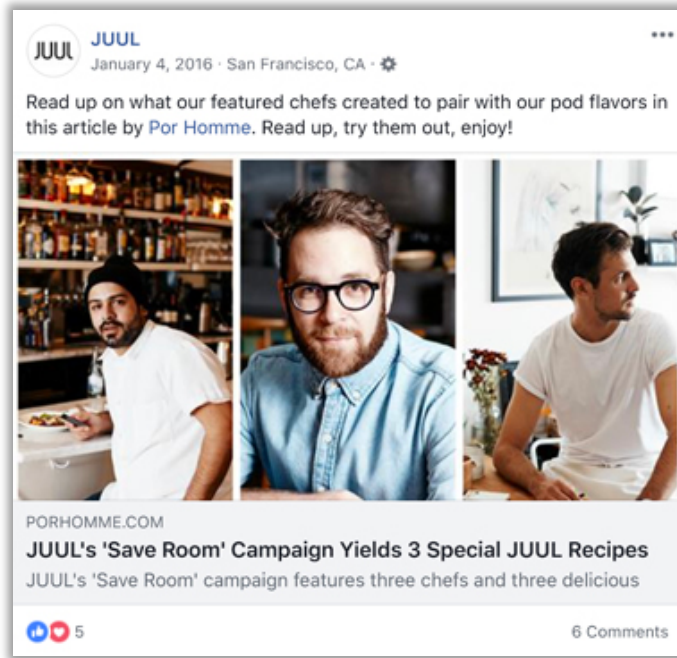 JUUL
JUUL
January 4, 2016 · San Francisco, CA ·
Read up on what our featured chefs created to pair with our pod flavors in
this article by Por Homme. Read up, try them out, enjoy!
PORHOMME.COM
JUUL's 'Save Room' Campaign Yields 3 Special JUUL Recipes
JUUL's 'Save Room' campaign features three chefs and three delicious
5
6 Comments